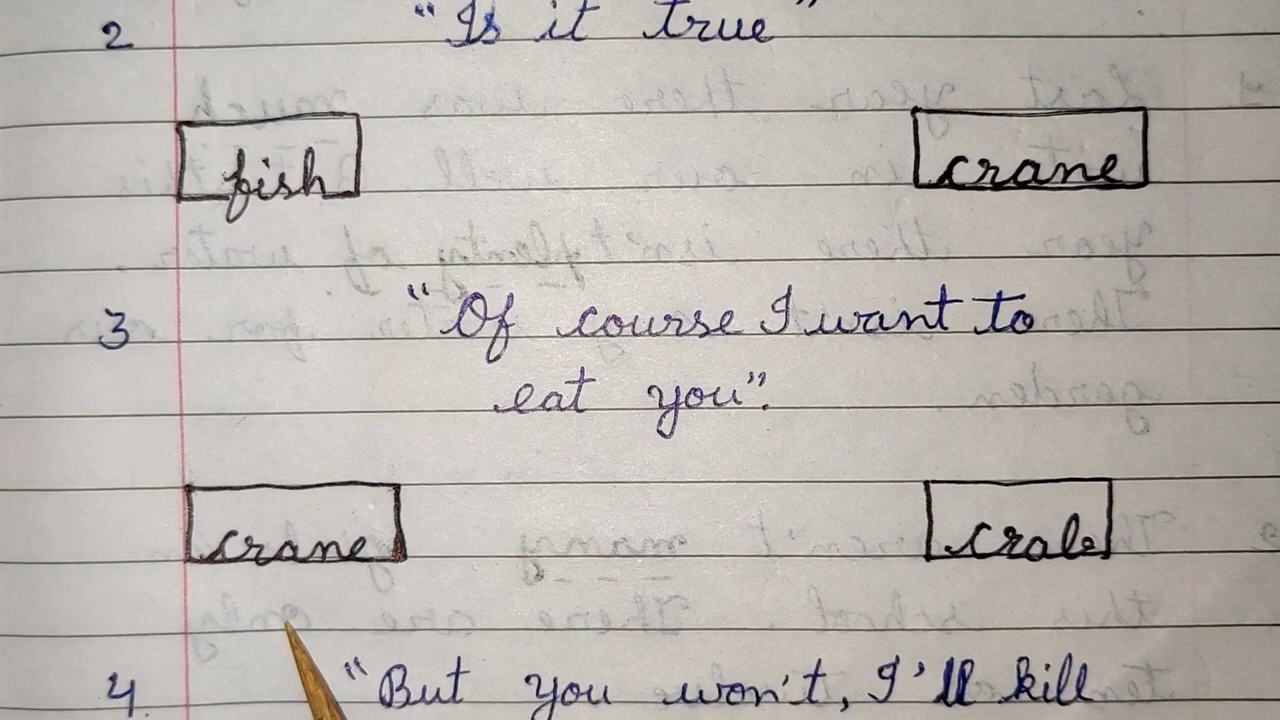 2 "Is it true"
fish crane
3 "Of course I want to
eat you".
crane crab
4. "But you won't, I'll kill